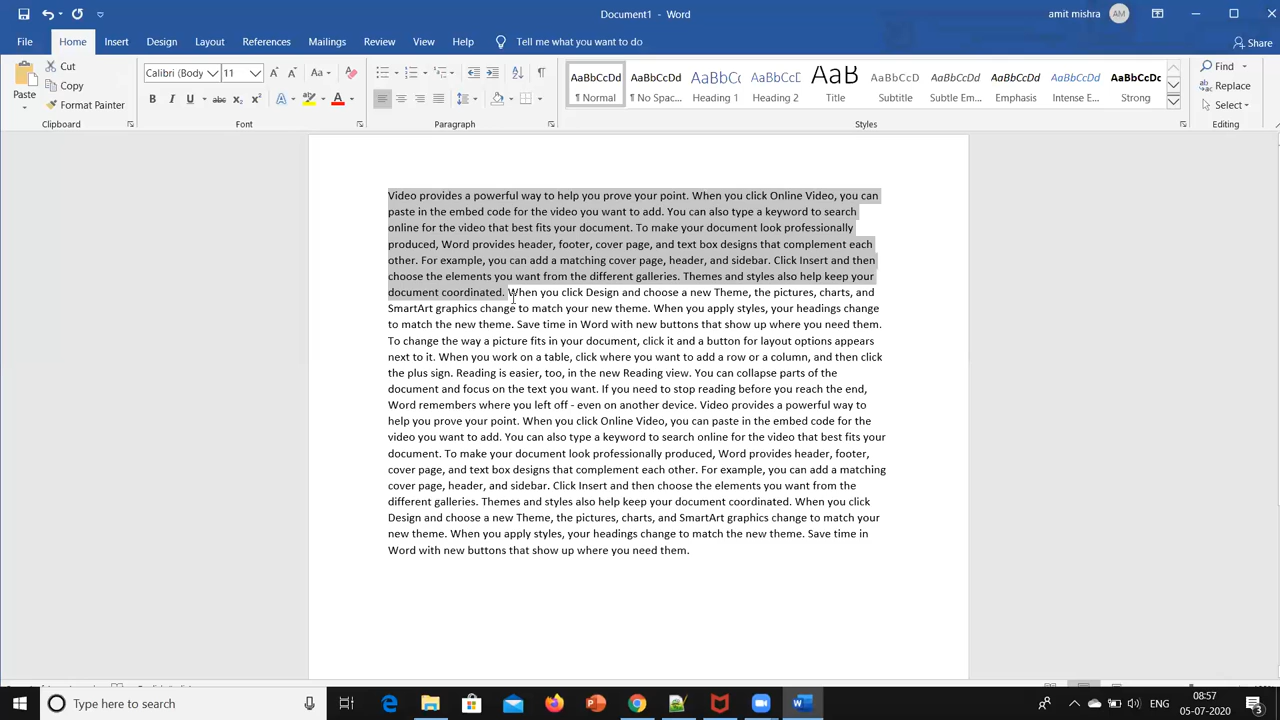 Document1 - Word
amit mishra AM
File Home Insert Design Layout References Mailings Review View Help Tell me what you want to do Share
Paste
Cut
Copy
Format Painter
Clipboard
Calibri (Body 11
Font
Paragraph
AaBbCcDd AaBbCcDd AaBbCc AaBbCcE AaB AaBbCcD AaBbCcDd AaBbCcDd AaBbCcDd AaBbCcDc
¶ Normal ¶ No Spac... Heading 1 Heading 2 Title Subtitle Subtle Em... Emphasis Intense E... Strong
Styles
Find
Replace
Select
Editing
Video provides a powerful way to help you prove your point. When you click Online Video, you can
paste in the embed code for the video you want to add. You can also type a keyword to search
online for the video that best fits your document. To make your document look professionally
produced, Word provides header, footer, cover page, and text box designs that complement each
other. For example, you can add a matching cover page, header, and sidebar. Click Insert and then
choose the elements you want from the different galleries. Themes and styles also help keep your
document coordinated. When you click Design and choose a new Theme, the pictures, charts, and
SmartArt graphics change to match your new theme. When you apply styles, your headings change
to match the new theme. Save time in Word with new buttons that show up where you need them.
To change the way a picture fits in your document, click it and a button for layout options appears
next to it. When you work on a table, click where you want to add a row or a column, and then click
the plus sign. Reading is easier, too, in the new Reading view. You can collapse parts of the
document and focus on the text you want. If you need to stop reading before you reach the end,
Word remembers where you left off - even on another device. Video provides a powerful way to
help you prove your point. When you click Online Video, you can paste in the embed code for the
video you want to add. You can also type a keyword to search online for the video that best fits your
document. To make your document look professionally produced, Word provides header, footer,
cover page, and text box designs that complement each other. For example, you can add a matching
cover page, header, and sidebar. Click Insert and then choose the elements you want from the
different galleries. Themes and styles also help keep your document coordinated. When you click
Design and choose a new Theme, the pictures, charts, and SmartArt graphics change to match your
new theme. When you apply styles, your headings change to match the new theme. Save time in
Word with new buttons that show up where you need them.
Type here to search
ENG
08:57
05-07-2020
3